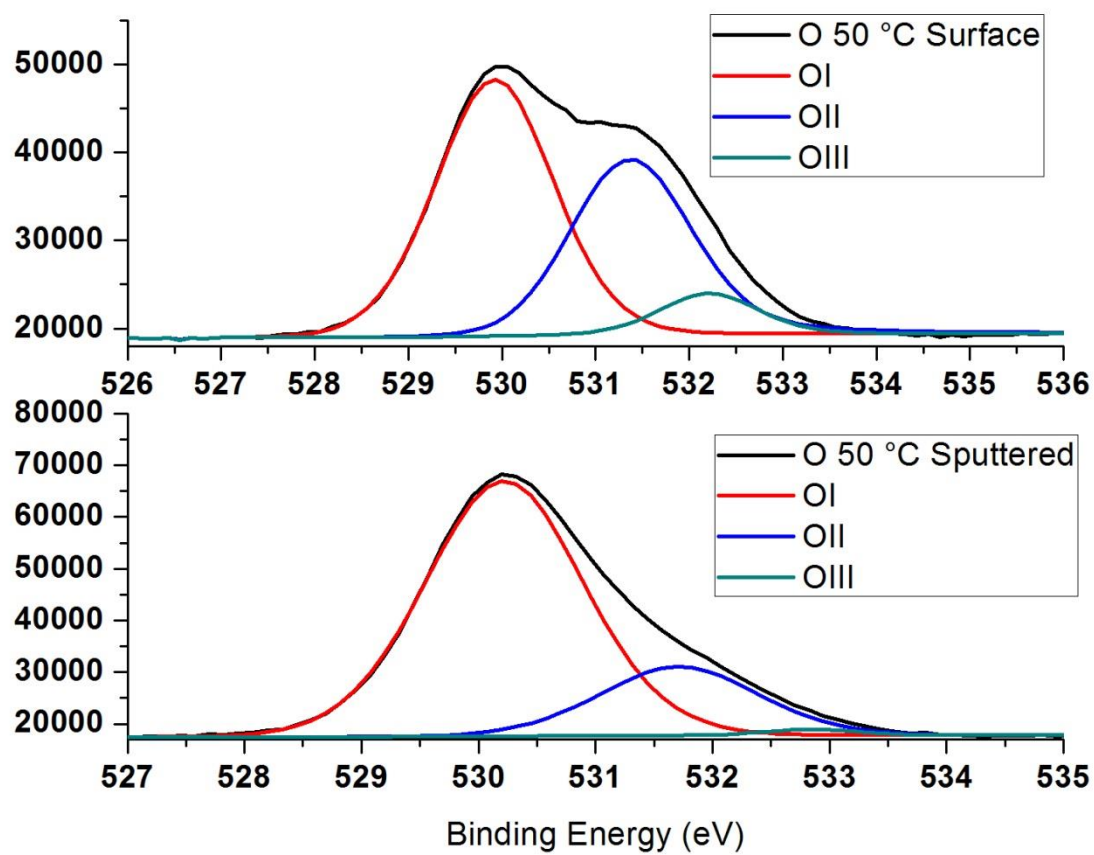 50000
40000
30000
20000
O 50 °C Surface
OI
OII
OIII
526 527 528 529 530 531 532 533 534 535 536
80000
70000
60000
50000
40000
30000
20000
O 50 °C Sputtered
OI
OII
OIII
527 528 529 530 531 532 533 534 535
Binding Energy (eV)